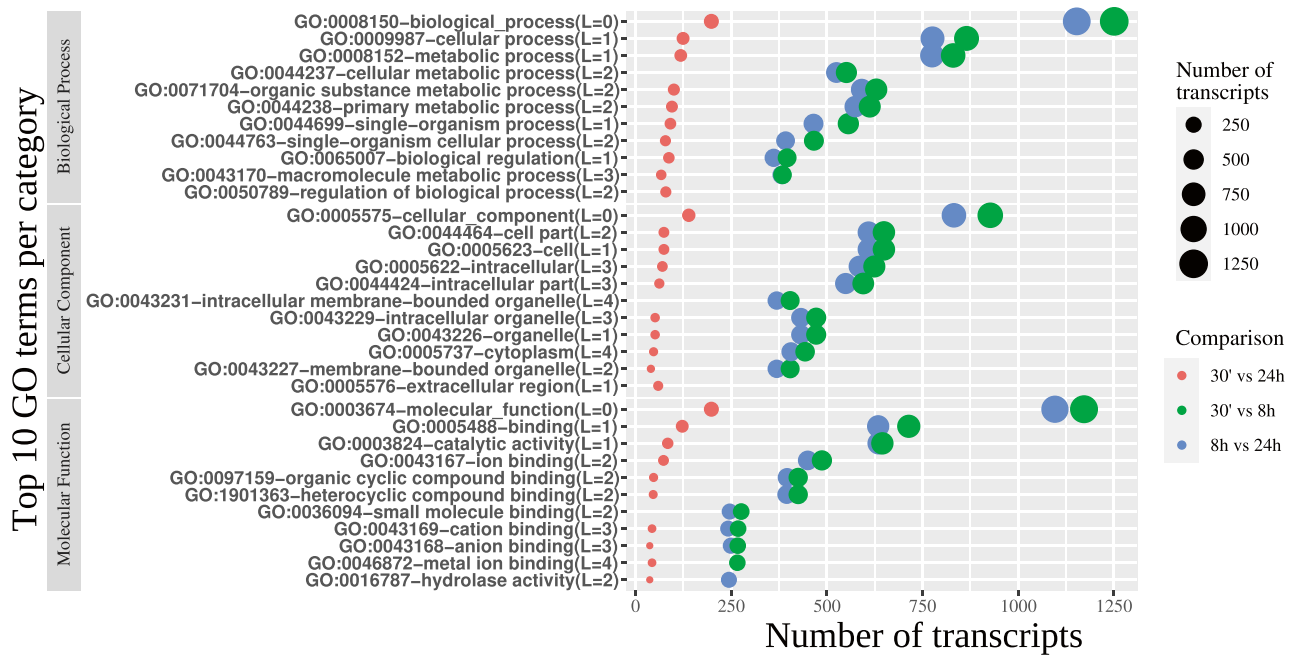 Top 10 GO terms per category
Biological Process
GO:0008150−biological_process(L=0)
GO:0009987−cellular process(L=1)
GO:0008152−metabolic process(L=1)
GO:0044237−cellular metabolic process(L=2)
GO:0071704−organic substance metabolic process(L=2)
GO:0044238−primary metabolic process(L=2)
GO:0044699−single−organism process(L=1)
GO:0044763−single−organism cellular process(L=2)
GO:0065007−biological regulation(L=1)
GO:0043170−macromolecule metabolic process(L=3)
GO:0050789−regulation of biological process(L=2)
Cellular Component
GO:0005575−cellular_component(L=0)
GO:0044464−cell part(L=2)
GO:0005623−cell(L=1)
GO:0005622−intracellular(L=3)
GO:0044424−intracellular part(L=3)
GO:0043231−intracellular membrane−bounded organelle(L=4)
GO:0043229−intracellular organelle(L=3)
GO:0043226−organelle(L=1)
GO:0005737−cytoplasm(L=4)
GO:0043227−membrane−bounded organelle(L=2)
GO:0005576−extracellular region(L=1)
Molecular Function
GO:0003674−molecular_function(L=0)
GO:0005488−binding(L=1)
GO:0003824−catalytic activity(L=1)
GO:0043167−ion binding(L=2)
GO:0097159−organic cyclic compound binding(L=2)
GO:1901363−heterocyclic compound binding(L=2)
GO:0036094−small molecule binding(L=2)
GO:0043169−cation binding(L=3)
GO:0043168−anion binding(L=3)
GO:0046872−metal ion binding(L=4)
GO:0016787−hydrolase activity(L=2)
0 250 500 750 1000 1250
Number of transcripts
Number of
transcripts
250
500
750
1000
1250
Comparison
30' vs 24h
30' vs 8h
8h vs 24h